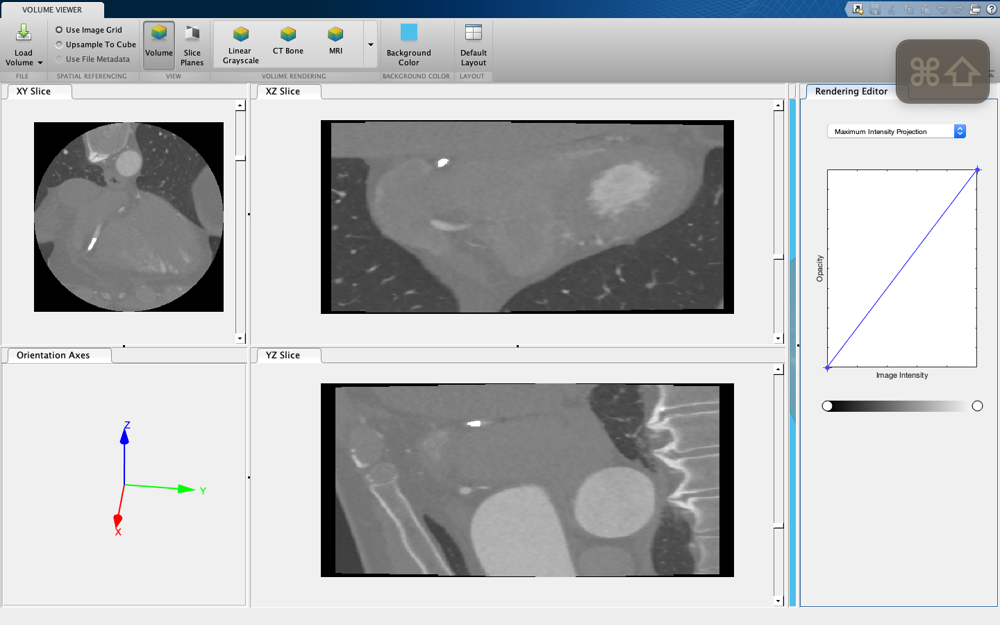 VOLUME VIEWER
Load
Volume
Use Image Grid
Upsample To Cube
Use File Metadata
Volume
Slice
Planes
Linear
Grayscale
CT Bone
MRI
Background
Color
Default
Layout
FILE
SPATIAL REFERENCING
VIEW
VOLUME RENDERING
BACKGROUND COLOR
LAYOUT
XY Slice
XZ Slice
Rendering Editor
Maximum Intensity Projection
Opacity
Image Intensity
Orientation Axes
YZ Slice
Z
Y
X